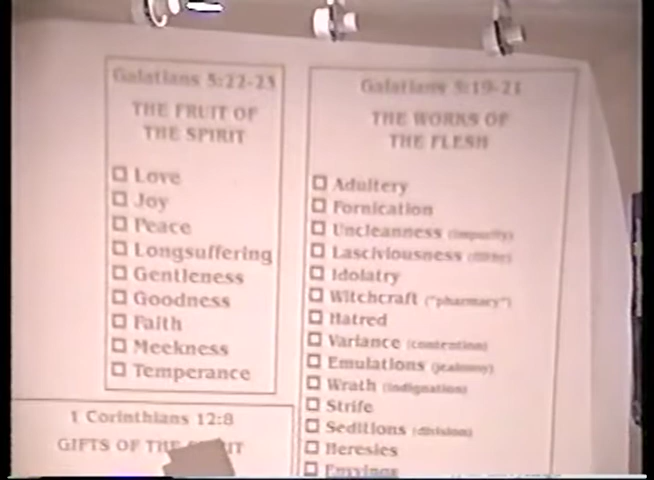 Galatians 5:22-23
THE FRUIT OF
THE SPIRIT
Love
Joy
Peace
Longsuffering
Gentleness
Goodness
Faith
Meekness
Temperance
1 Corinthians 12:8
GIFTS OF THE
Galatians 5:19-21
THE WORKS OF
THE FLESH
Adultery
Fornication
Uncleanness (impurity)
Lasciviousness
Idolatry
Witchcraft ("pharmacy")
Hatred
Variance (contention)
Emulations (jealousy)
Wrath (indignation)
Strife
Seditions (division)
Heresies
Envyings